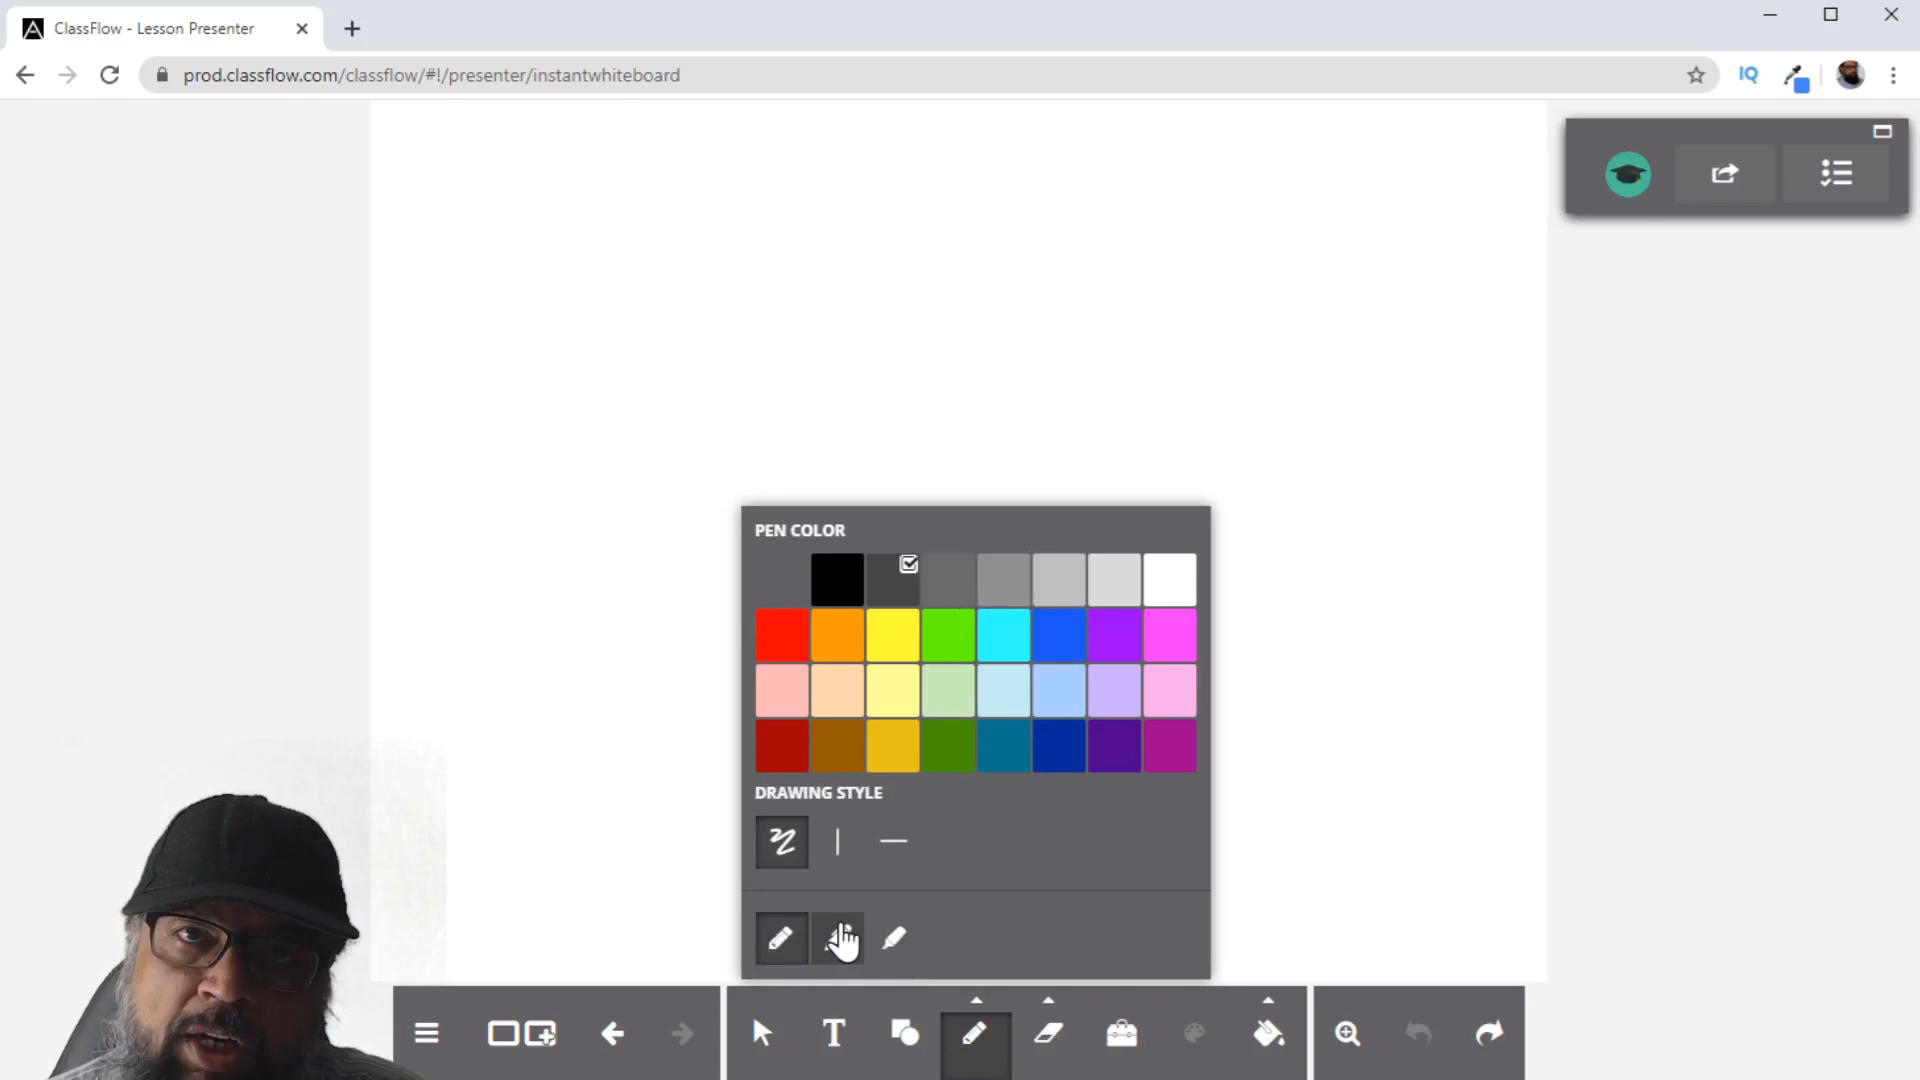 ClassFlow - Lesson Presenter
prod.classflow.com/classflow/#!/presenter/instantwhiteboard
IQ
PEN COLOR
DRAWING STYLE
T